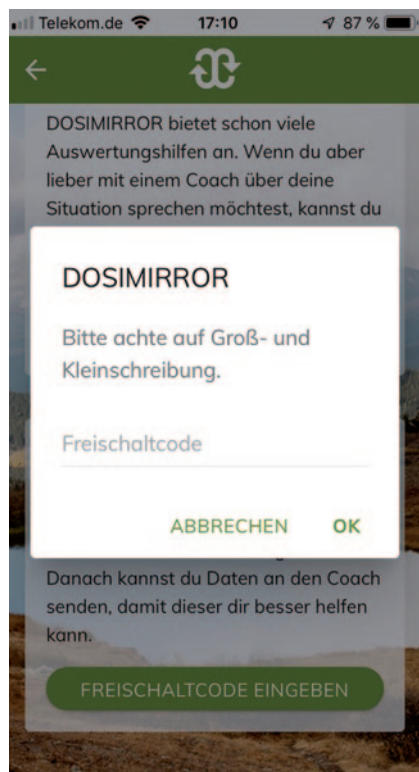 Telekom.de 17:10 87 %
DOSIMIRROR bietet schon viele
Auswertungshilfen an. Wenn du aber
lieber mit einem Coach über deine
Situation sprechen möchtest, kannst du
DOSIMIRROR
Bitte achte auf Groß- und
Kleinschreibung.
Freischaltcode
ABBRECHEN OK
Danach kannst du Daten an den Coach
senden, damit dieser dir besser helfen
kann.
FREISCHALTCODE EINGEBEN